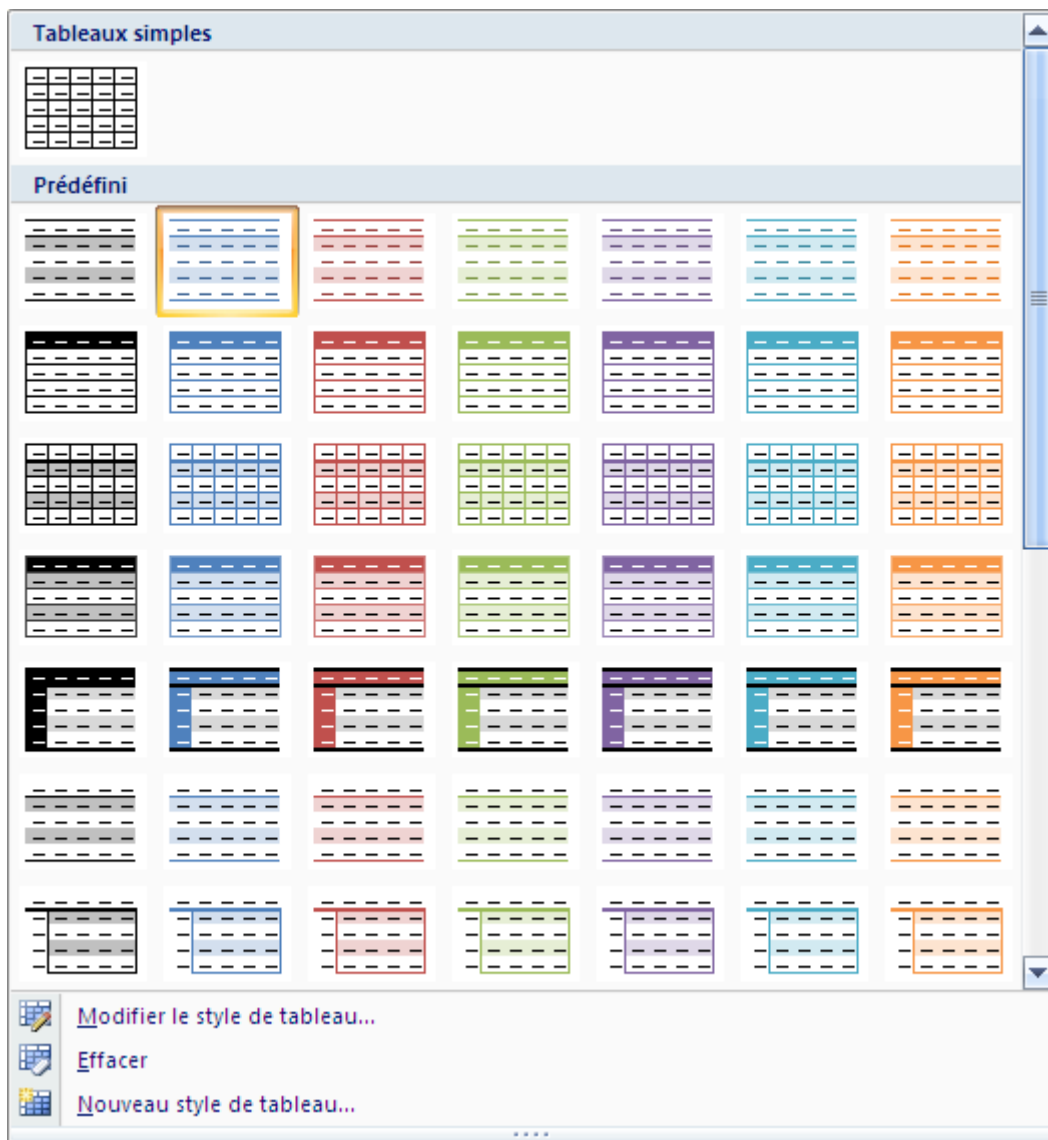 Tableaux simples
Prédéfini
Modifier le style de tableau...
Effacer
Nouveau style de tableau...